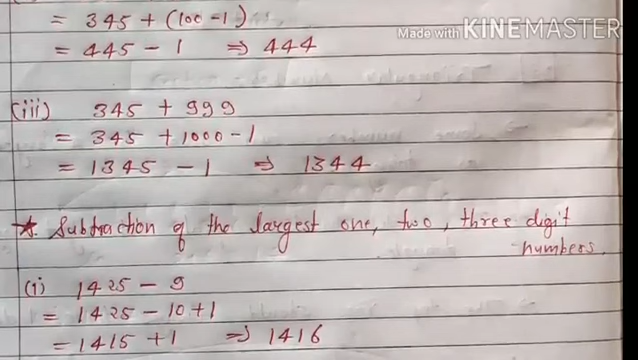 = 345 + (100 - 1)
Made with KINEMASTER
= 445 - 1 ⇒ 444
(iii) 345 + 999
= 345 + 1000 - 1
= 1345 - 1 ⇒ 1344
* Subtraction of the largest one, two, three digit
numbers.
(i) 1425 - 9
= 1425 - 10 + 1
= 1415 + 1 ⇒ 1416